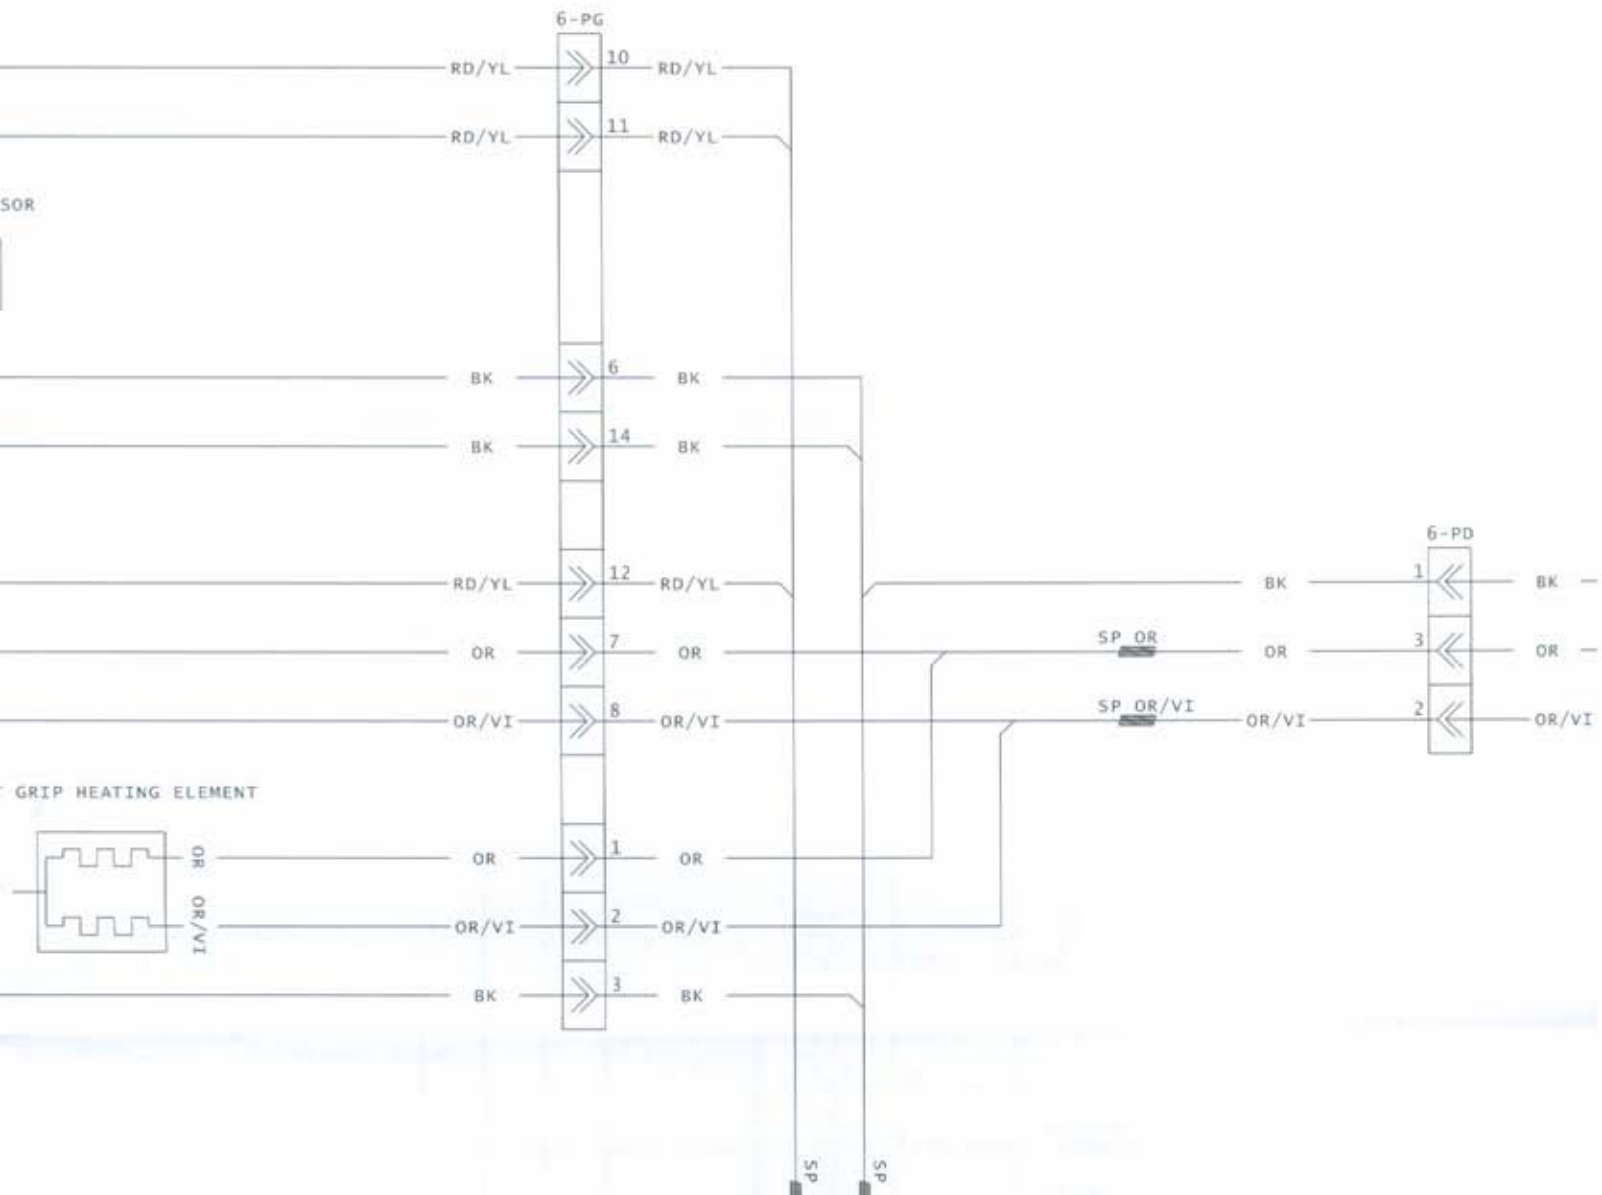 6-PG
RD/YL 10 RD/YL
RD/YL 11 RD/YL
SOR
BK 6 BK
BK 14 BK
6-PD
RD/YL 12 RD/YL BK 1 BK
SP OR
OR 7 OR OR 3 OR
SP OR/VI
OR/VI 8 OR/VI OR/VI 2 OR/VI
GRIP HEATING ELEMENT
OR OR 1 OR
OR/VI OR/VI 2 OR/VI
BK 3 BK
SP SP